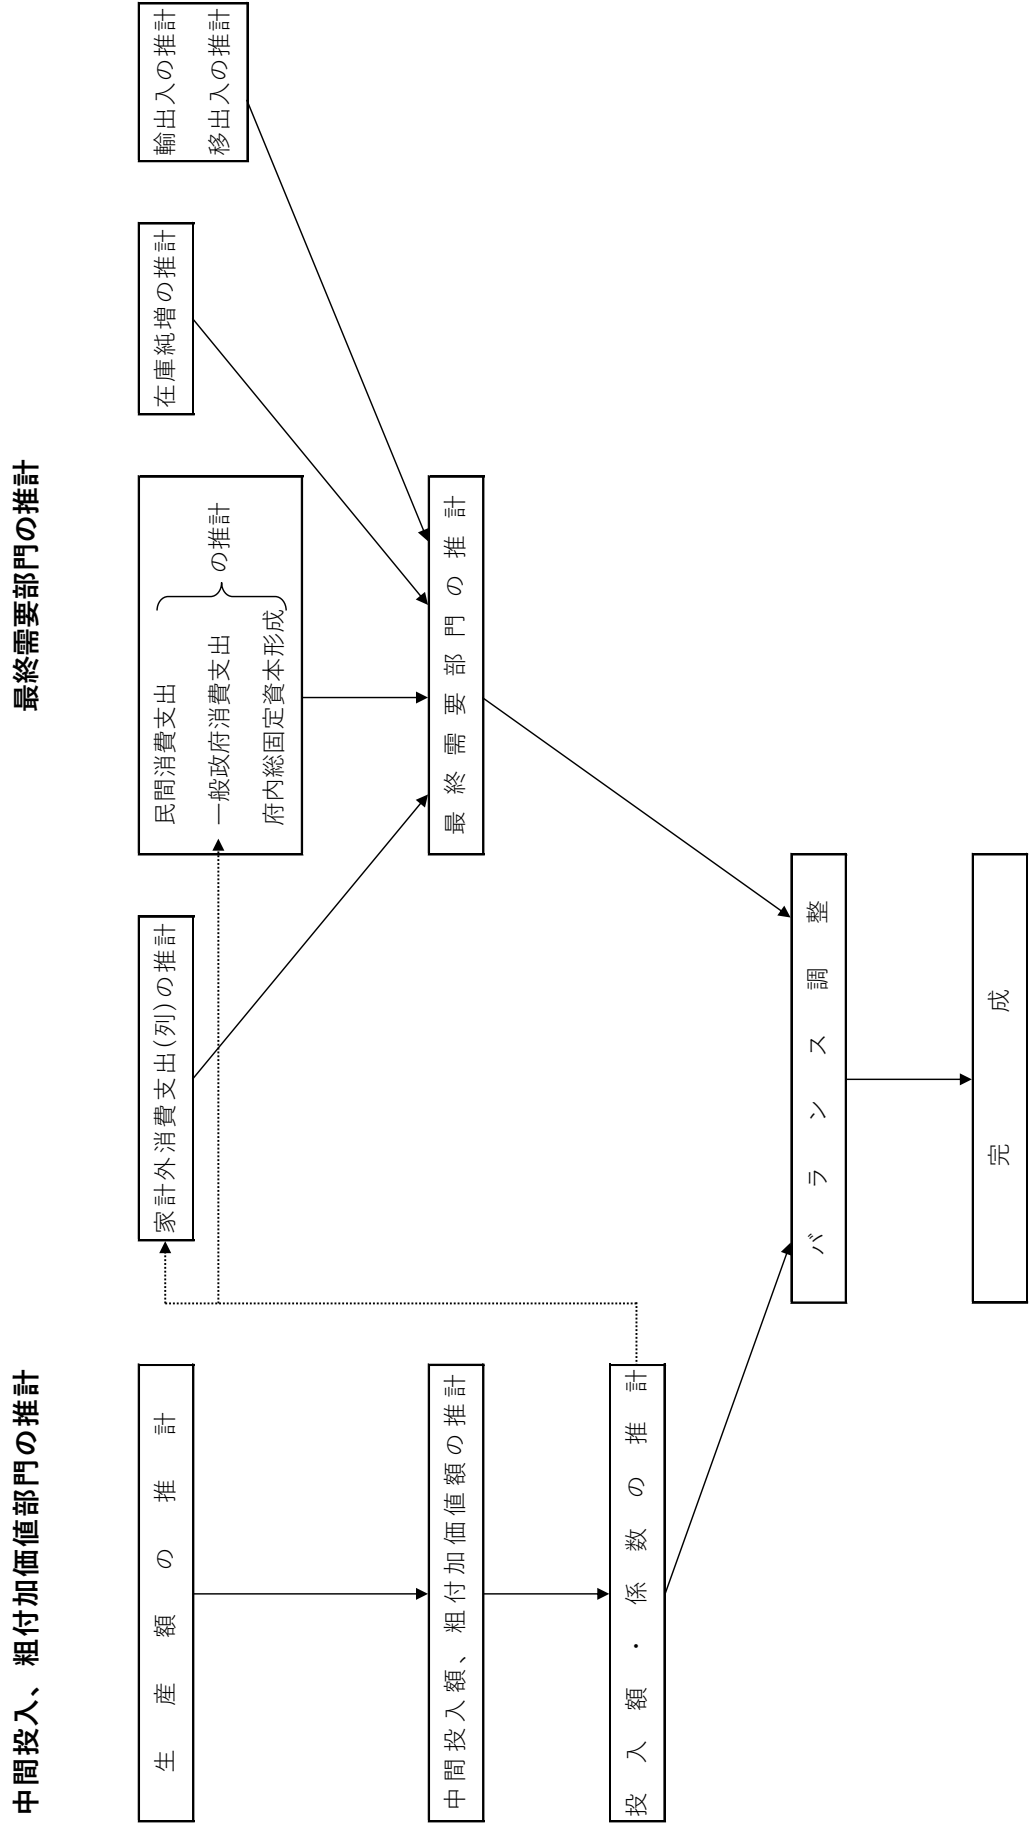 中間投入、粗付加価値部門の推計
最終需要部門の推計
生産額の推計
家計外消費支出(列)の推計
民間消費支出
一般政府消費支出
府内総固定資本形成
の推計
在庫純増の推計
輸出入の推計
移出入の推計
中間投入額、粗付加価値額の推計
最終需要部門の推計
投入額・係数の推計
バランス調整
完成